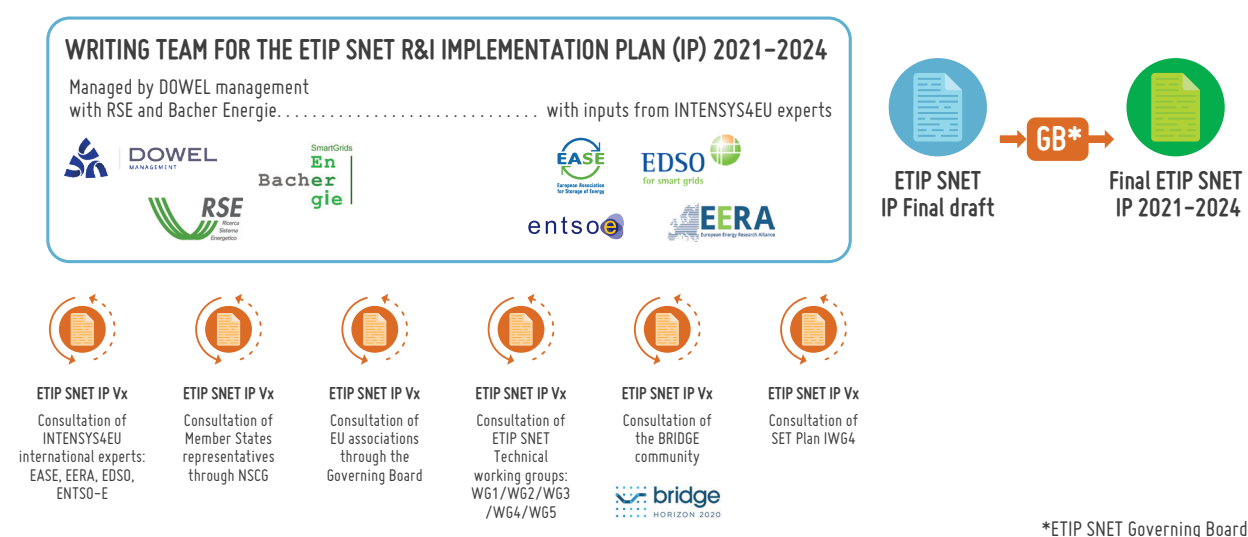 WRITING TEAM FOR THE ETIP SNET R&I IMPLEMENTATION PLAN (IP) 2021-2024
Managed by DOWEL management
with RSE and Bacher Energie. . . . . . . . . . . . . . . . . . . . . . . . . . . . . with inputs from INTENSYS4EU experts
DOWEL
MANAGEMENT
SmartGrids
En
Bacher
gie
RSE
Ricerca
Sistema
Energetico
EASE
European Association
for Storage of Energy
EDSO
for smart grids
entsoe
EERA
European Energy Research Alliance
ETIP SNET
IP Final draft
GB*
Final ETIP SNET
IP 2021-2024
ETIP SNET IP Vx
Consultation of
INTENSYS4EU
international experts:
EASE, EERA, EDSO,
ENTSO-E
ETIP SNET IP Vx
Consultation of
Member States
representatives
through NSCG
ETIP SNET IP Vx
Consultation of
EU associations
through the
Governing Board
ETIP SNET IP Vx
Consultation of
ETIP SNET
Technical
working groups:
WG1/WG2/WG3
/WG4/WG5
ETIP SNET IP Vx
Consultation of
the BRIDGE
community
bridge
HORIZON 2020
ETIP SNET IP Vx
Consultation of
SET Plan IWG4
*ETIP SNET Governing Board